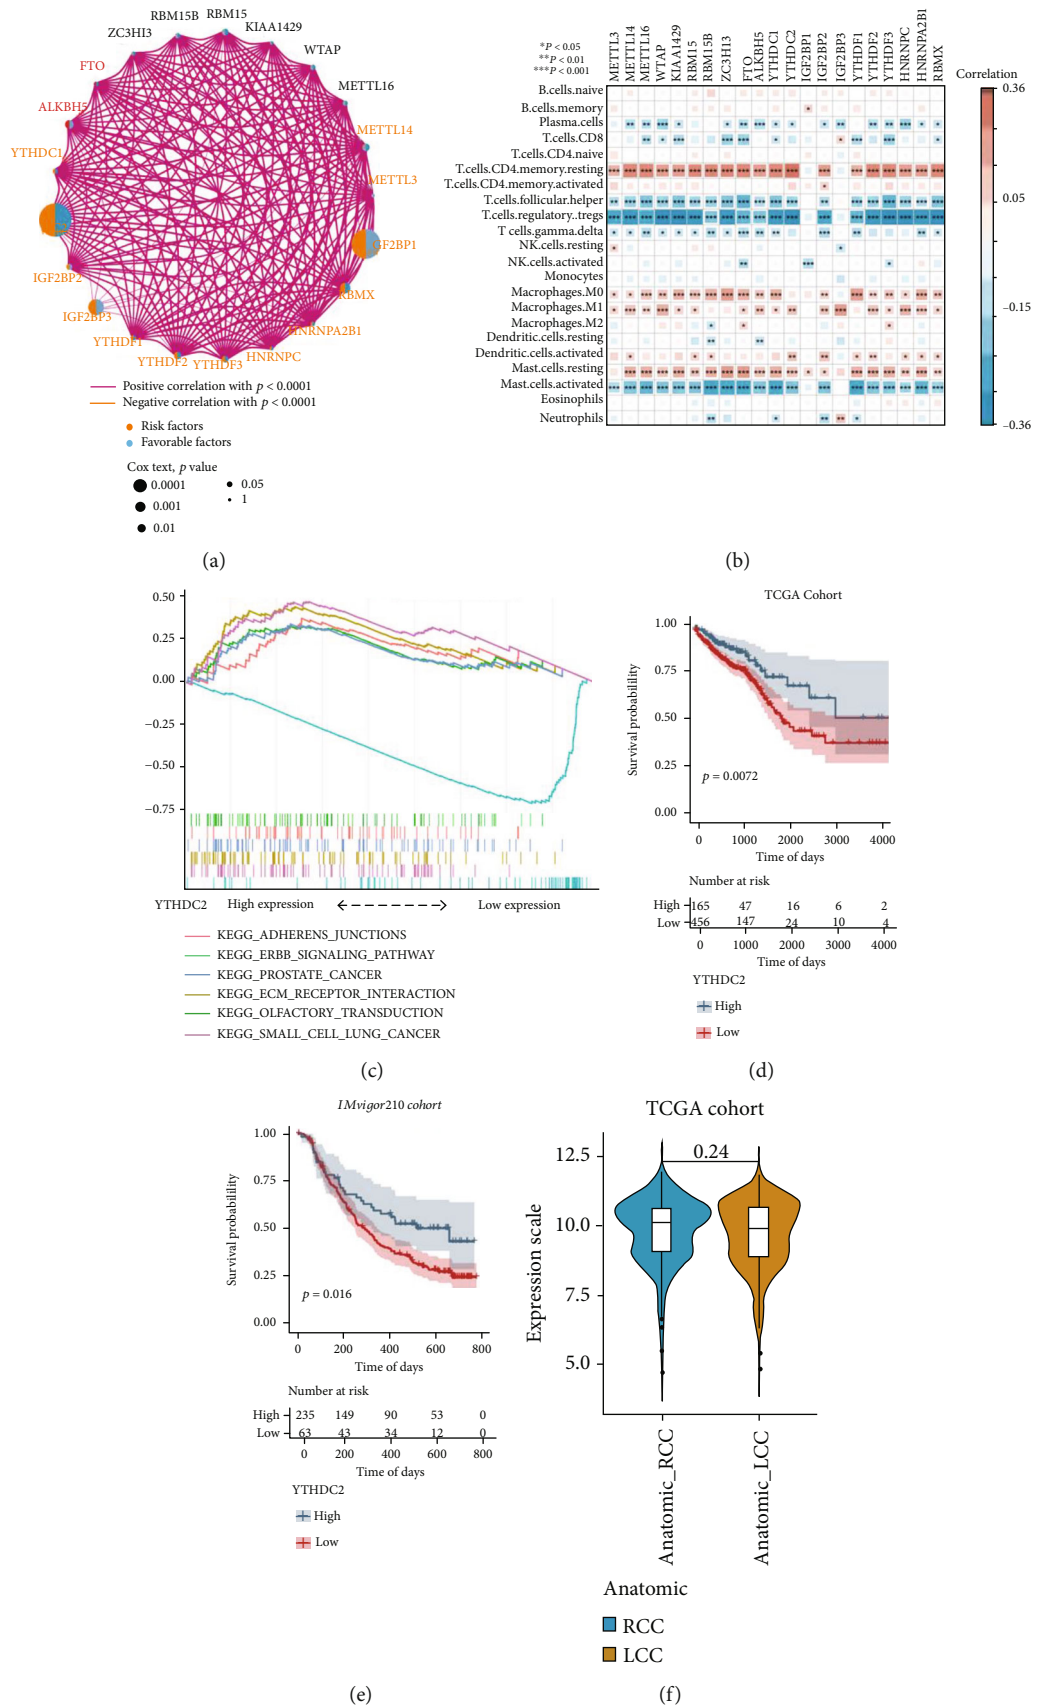 RBM15B
RBM15
ZC3HI3
KIAA1429
WTAP
FTO
METTL16
ALKBH5
METTL14
YTHDC1
METTL3
GF2BP1
IGF2BP2
RBMX
IGF2BP3
HNRNPA2B1
YTHDF1
HNRNPC
YTHDF2
YTHDF3
Positive correlation with p < 0.0001
Negative correlation with p < 0.0001
Risk factors
Favorable factors
Cox text, p value
0.0001
0.05
0.001
1
0.01
(a)
*P < 0.05
**P < 0.01
***P < 0.001
METTL3
METTL14
METTL16
WTAP
KIAA1429
RBM15
RBM15B
ZC3H13
FTO
ALKBH5
YTHDC1
YTHDC2
IGF2BP1
IGF2BP2
IGF2BP3
YTHDF1
YTHDF2
YTHDF3
HNRNPC
HNRNPA2B1
RBMX
Correlation
B.cells.naive
B.cells.memory
Plasma.cells
T.cells.CD8
T.cells.CD4.naive
T.cells.CD4.memory.resting
T.cells.CD4.memory.activated
T.cells.follicular.helper
T.cells.regulatory..tregs
T cells.gamma.delta
NK.cells.resting
NK.cells.activated
Monocytes
Macrophages.M0
Macrophages.M1
Macrophages.M2
Dendritic.cells.resting
Dendritic.cells.activated
Mast.cells.resting
Mast.cells.activated
Eosinophils
Neutrophils
0.36
0.05
−0.15
−0.36
(b)
0.50
0.25
0.00
−0.25
−0.50
−0.75
YTHDC2 High expression Low expression
KEGG_ADHERENS_JUNCTIONS
KEGG_ERBB_SIGNALING_PATHWAY
KEGG_PROSTATE_CANCER
KEGG_ECM_RECEPTOR_INTERACTION
KEGG_OLFACTORY_TRANSDUCTION
KEGG_SMALL_CELL_LUNG_CANCER
(c)
TCGA Cohort
Survival probabilility
1.00
0.75
0.50
0.25
0.00
p = 0.0072
0 1000 2000 3000 4000
Time of days
Number at risk
High 165 47 16 6 2
Low 456 147 24 10 4
0 1000 2000 3000 4000
Time of days
YTHDC2
High
Low
(d)
IMvigor210 cohort
Survival probabilility
1.00
0.75
0.50
0.25
0.00
p = 0.016
0 200 400 600 800
Time of days
Number at risk
High 235 149 90 53 0
Low 63 43 34 12 0
0 200 400 600 800
Time of days
YTHDC2
High
Low
(e)
TCGA cohort
Expression scale
12.5
10.0
7.5
5.0
0.24
Anatomic_RCC
Anatomic_LCC
Anatomic
RCC
LCC
(f)